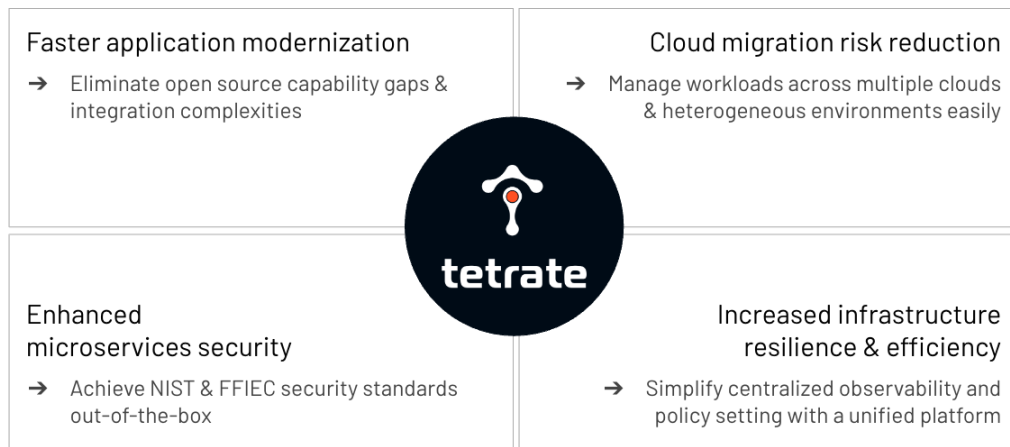 Faster application modernization
➔ Eliminate open source capability gaps &
integration complexities
Cloud migration risk reduction
➔ Manage workloads across multiple clouds
& heterogeneous environments easily
tetrate
Enhanced
microservices security
➔ Achieve NIST & FFIEC security standards
out-of-the-box
Increased infrastructure
resilience & efficiency
➔ Simplify centralized observability and
policy setting with a unified platform